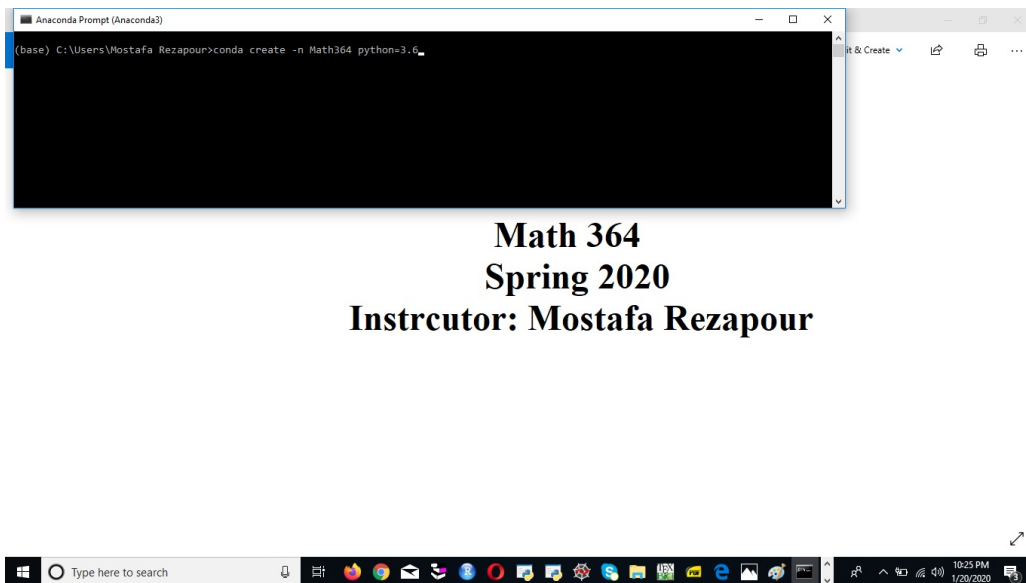 Anaconda Prompt (Anaconda3)
(base) C:\Users\Mostafa Rezapour>conda create -n Math364 python=3.6
it & Create
Math 364
Spring 2020
Instrcutor: Mostafa Rezapour
Type here to search
10:25 PM
1/20/2020